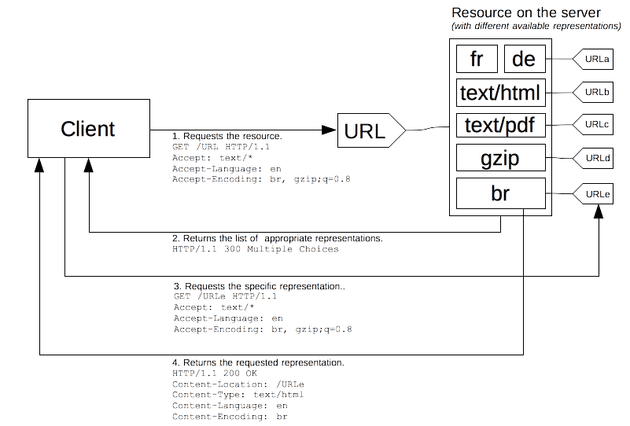 Resource on the server
(with different available representations)
fr de URLa
text/html URLb
text/pdf URLc
gzip URLd
br URLe
Client
URL
1. Requests the resource.
GET /URL HTTP/1.1
Accept: text/*
Accept-Language: en
Accept-Encoding: br, gzip;q=0.8
2. Returns the list of appropriate representations.
HTTP/1.1 300 Multiple Choices
3. Requests the specific representation..
GET /URLe HTTP/1.1
Accept: text/*
Accept-Language: en
Accept-Encoding: br, gzip;q=0.8
4. Returns the requested representation.
HTTP/1.1 200 OK
Content-Location: /URLe
Content-Type: text/html
Content-Language: en
Content-Encoding: br